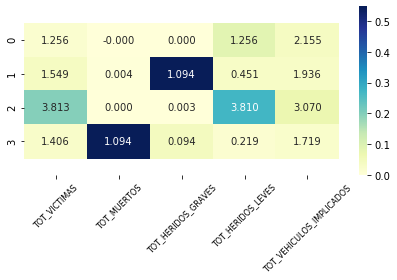 0 1.256 -0.000 0.000 1.256 2.155
1 1.549 0.004 1.094 0.451 1.936
2 3.813 0.000 0.003 3.810 3.070
3 1.406 1.094 0.094 0.219 1.719
TOT_VICTIMAS
TOT_MUERTOS
TOT_HERIDOS_GRAVES
TOT_HERIDOS_LEVES
TOT_VEHICULOS_IMPLICADOS
0.5
0.4
0.3
0.2
0.1
0.0